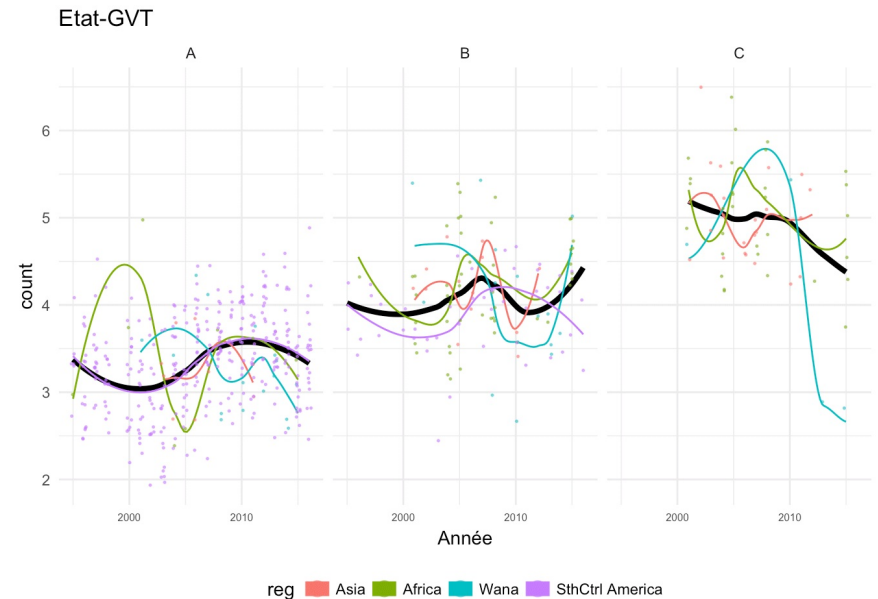 Etat-GVT
A B C
6
5
4
3
2
count
2000 2010 2000 2010 2000 2010
Année
reg Asia Africa Wana SthCtrl America